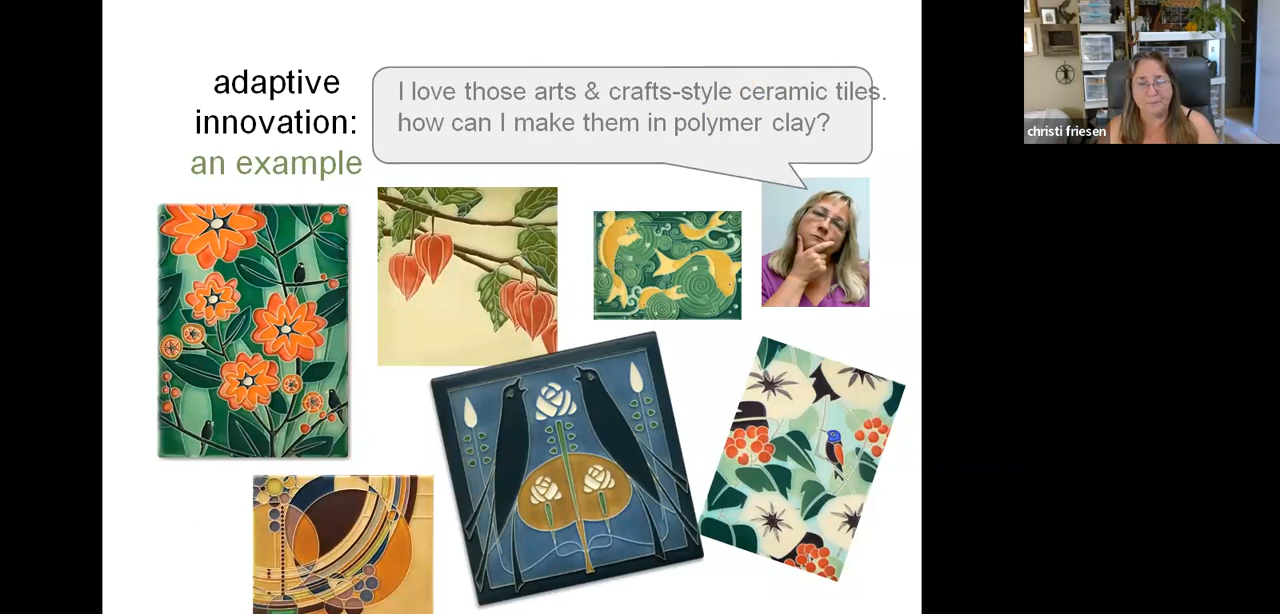 adaptive
innovation:
an example
I love those arts & crafts-style ceramic tiles.
how can I make them in polymer clay?
christi friesen